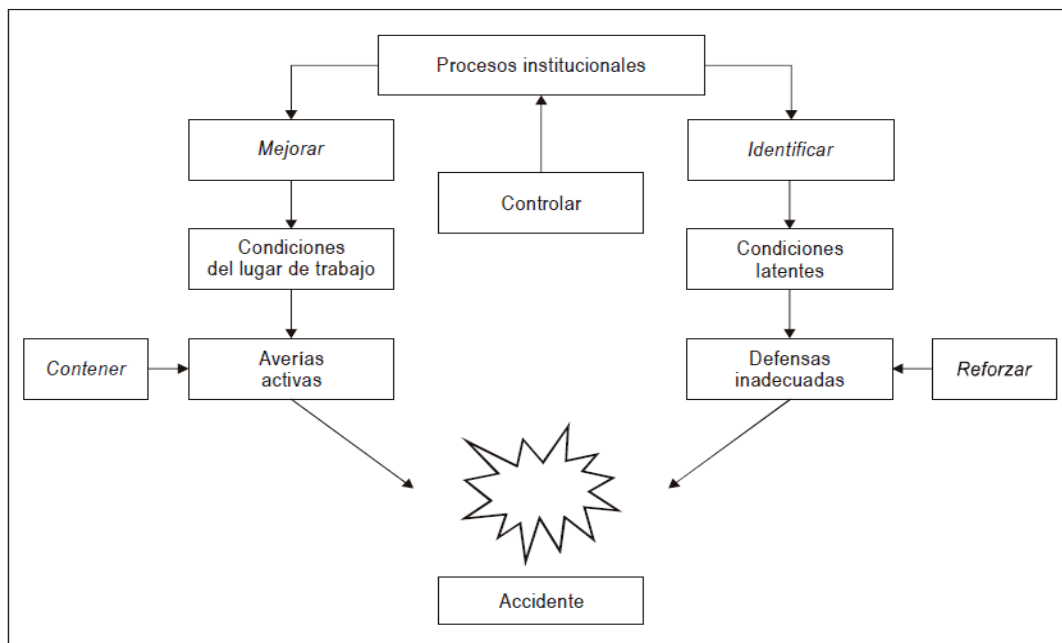 Procesos institucionales
Mejorar
Identificar
Controlar
Condiciones
del lugar de trabajo
Condiciones
latentes
Contener
Averías
activas
Defensas
inadecuadas
Reforzar
Accidente